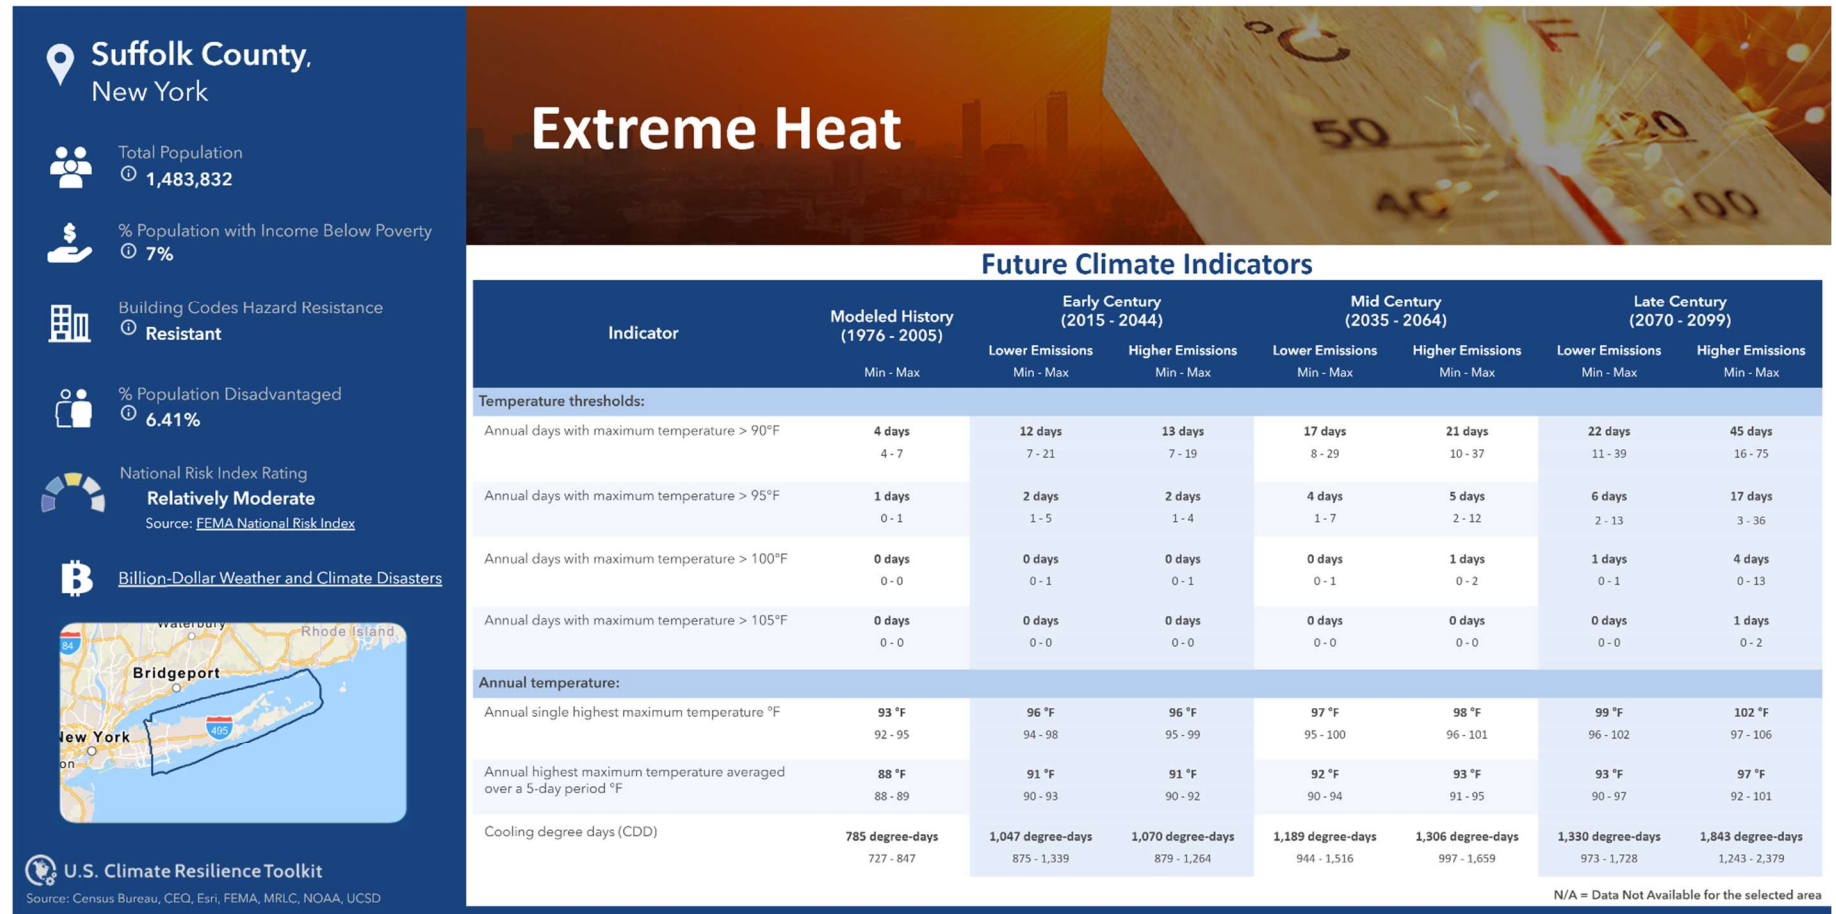 Suffolk County,
New York
Total Population
1,483,832
% Population with Income Below Poverty
7%
Building Codes Hazard Resistance
Resistant
% Population Disadvantaged
6.41%
National Risk Index Rating
Relatively Moderate
Source: FEMA National Risk Index
Billion-Dollar Weather and Climate Disasters
Waterbury
Rhode Island
84
Bridgeport
495
New York
on
U.S. Climate Resilience Toolkit
Source: Census Bureau, CEQ, Esri, FEMA, MRLC, NOAA, UCSD
°C
°F
50
120
40
100
Extreme Heat
Future Climate Indicators
Indicator
Modeled History
(1976 - 2005)
Early Century
(2015 - 2044)
Mid Century
(2035 - 2064)
Late Century
(2070 - 2099)
Lower Emissions Higher Emissions Lower Emissions Higher Emissions Lower Emissions Higher Emissions
Min - Max Min - Max Min - Max Min - Max Min - Max Min - Max Min - Max
Temperature thresholds:
Annual days with maximum temperature > 90°F 4 days 12 days 13 days 17 days 21 days 22 days 45 days
4 - 7 7 - 21 7 - 19 8 - 29 10 - 37 11 - 39 16 - 75
Annual days with maximum temperature > 95°F 1 days 2 days 2 days 4 days 5 days 6 days 17 days
0 - 1 1 - 5 1 - 4 1 - 7 2 - 12 2 - 13 3 - 36
Annual days with maximum temperature > 100°F 0 days 0 days 0 days 0 days 1 days 1 days 4 days
0 - 0 0 - 1 0 - 1 0 - 1 0 - 2 0 - 1 0 - 13
Annual days with maximum temperature > 105°F 0 days 0 days 0 days 0 days 0 days 0 days 1 days
0 - 0 0 - 0 0 - 0 0 - 0 0 - 0 0 - 0 0 - 2
Annual temperature:
Annual single highest maximum temperature °F 93 °F 96 °F 96 °F 97 °F 98 °F 99 °F 102 °F
92 - 95 94 - 98 95 - 99 95 - 100 96 - 101 96 - 102 97 - 106
Annual highest maximum temperature averaged 88 °F 91 °F 91 °F 92 °F 93 °F 93 °F 97 °F
over a 5-day period °F 88 - 89 90 - 93 90 - 92 90 - 94 91 - 95 90 - 97 92 - 101
Cooling degree days (CDD) 785 degree-days 1,047 degree-days 1,070 degree-days 1,189 degree-days 1,306 degree-days 1,330 degree-days 1,843 degree-days
727 - 847 875 - 1,339 879 - 1,264 944 - 1,516 997 - 1,659 973 - 1,728 1,243 - 2,379
N/A = Data Not Available for the selected area